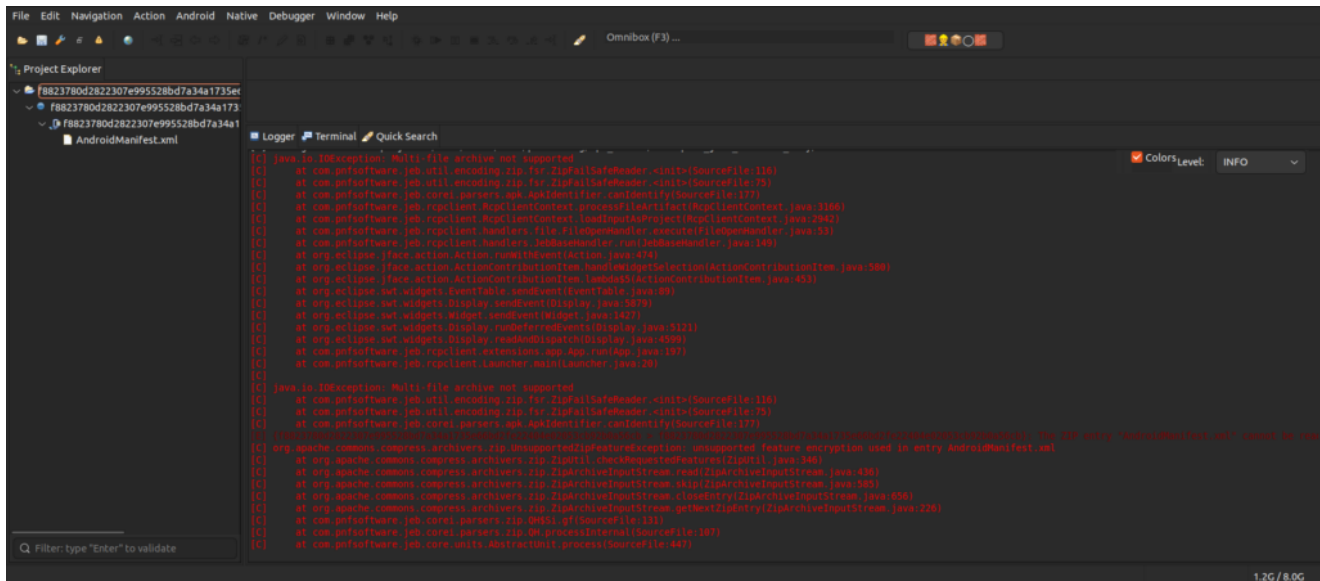 File Edit Navigation Action Android Native Debugger Window Help
Omnibox (F3) ...
Project Explorer
f8823780d2822307e995528bd7a34a1735er
f8823780d2822307e995528bd7a34a173
f8823780d2822307e995528bd7a34a1
AndroidManifest.xml
Logger Terminal Quick Search
Colors Level: INFO
[C] java.io.IOException: Multi-file archive not supported
[C] at com.pnfsoftware.jeb.util.encoding.zip.fsr.ZipFailSafeReader.<init>(SourceFile:116)
[C] at com.pnfsoftware.jeb.util.encoding.zip.fsr.ZipFailSafeReader.<init>(SourceFile:75)
[C] at com.pnfsoftware.jeb.corei.parsers.apk.ApkIdentifier.canIdentify(SourceFile:177)
[C] at com.pnfsoftware.jeb.rcpclient.RcpClientContext.processFileArtifact(RcpClientContext.java:3166)
[C] at com.pnfsoftware.jeb.rcpclient.RcpClientContext.loadInputAsProject(RcpClientContext.java:2942)
[C] at com.pnfsoftware.jeb.rcpclient.handlers.file.FileOpenHandler.execute(FileOpenHandler.java:53)
[C] at com.pnfsoftware.jeb.rcpclient.handlers.JebBaseHandler.run(JebBaseHandler.java:149)
[C] at org.eclipse.jface.action.Action.runWithEvent(Action.java:474)
[C] at org.eclipse.jface.action.ActionContributionItem.handleWidgetSelection(ActionContributionItem.java:580)
[C] at org.eclipse.jface.action.ActionContributionItem.lambda$5(ActionContributionItem.java:453)
[C] at org.eclipse.swt.widgets.EventTable.sendEvent(EventTable.java:89)
[C] at org.eclipse.swt.widgets.Display.sendEvent(Display.java:5879)
[C] at org.eclipse.swt.widgets.Widget.sendEvent(Widget.java:1427)
[C] at org.eclipse.swt.widgets.Display.runDeferredEvents(Display.java:5121)
[C] at org.eclipse.swt.widgets.Display.readAndDispatch(Display.java:4599)
[C] at com.pnfsoftware.jeb.rcpclient.extensions.app.App.run(App.java:197)
[C] at com.pnfsoftware.jeb.rcpclient.Launcher.main(Launcher.java:28)
[C]
[C] java.io.IOException: Multi-file archive not supported
[C] at com.pnfsoftware.jeb.util.encoding.zip.fsr.ZipFailSafeReader.<init>(SourceFile:116)
[C] at com.pnfsoftware.jeb.util.encoding.zip.fsr.ZipFailSafeReader.<init>(SourceFile:75)
[C] at com.pnfsoftware.jeb.corei.parsers.apk.ApkIdentifier.canIdentify(SourceFile:177)
The ZIP entry "AndroidManifest.xml" cannot be
[C] org.apache.commons.compress.archivers.zip.UnsupportedZipFeatureException: unsupported feature encryption used in entry AndroidManifest.xml
[C] at org.apache.commons.compress.archivers.zip.ZipUtil.checkRequestedFeatures(ZipUtil.java:346)
[C] at org.apache.commons.compress.archivers.zip.ZipArchiveInputStream.read(ZipArchiveInputStream.java:436)
[C] at org.apache.commons.compress.archivers.zip.ZipArchiveInputStream.skip(ZipArchiveInputStream.java:585)
[C] at org.apache.commons.compress.archivers.zip.ZipArchiveInputStream.closeEntry(ZipArchiveInputStream.java:656)
[C] at org.apache.commons.compress.archivers.zip.ZipArchiveInputStream.getNextZipEntry(ZipArchiveInputStream.java:226)
[C] at com.pnfsoftware.jeb.corei.parsers.zip.QH$Si.gf(SourceFile:131)
[C] at com.pnfsoftware.jeb.corei.parsers.zip.QH.processInternal(SourceFile:107)
[C] at com.pnfsoftware.jeb.core.units.AbstractUnit.process(SourceFile:447)
Filter: type "Enter" to validate
1.2G / 8.0G